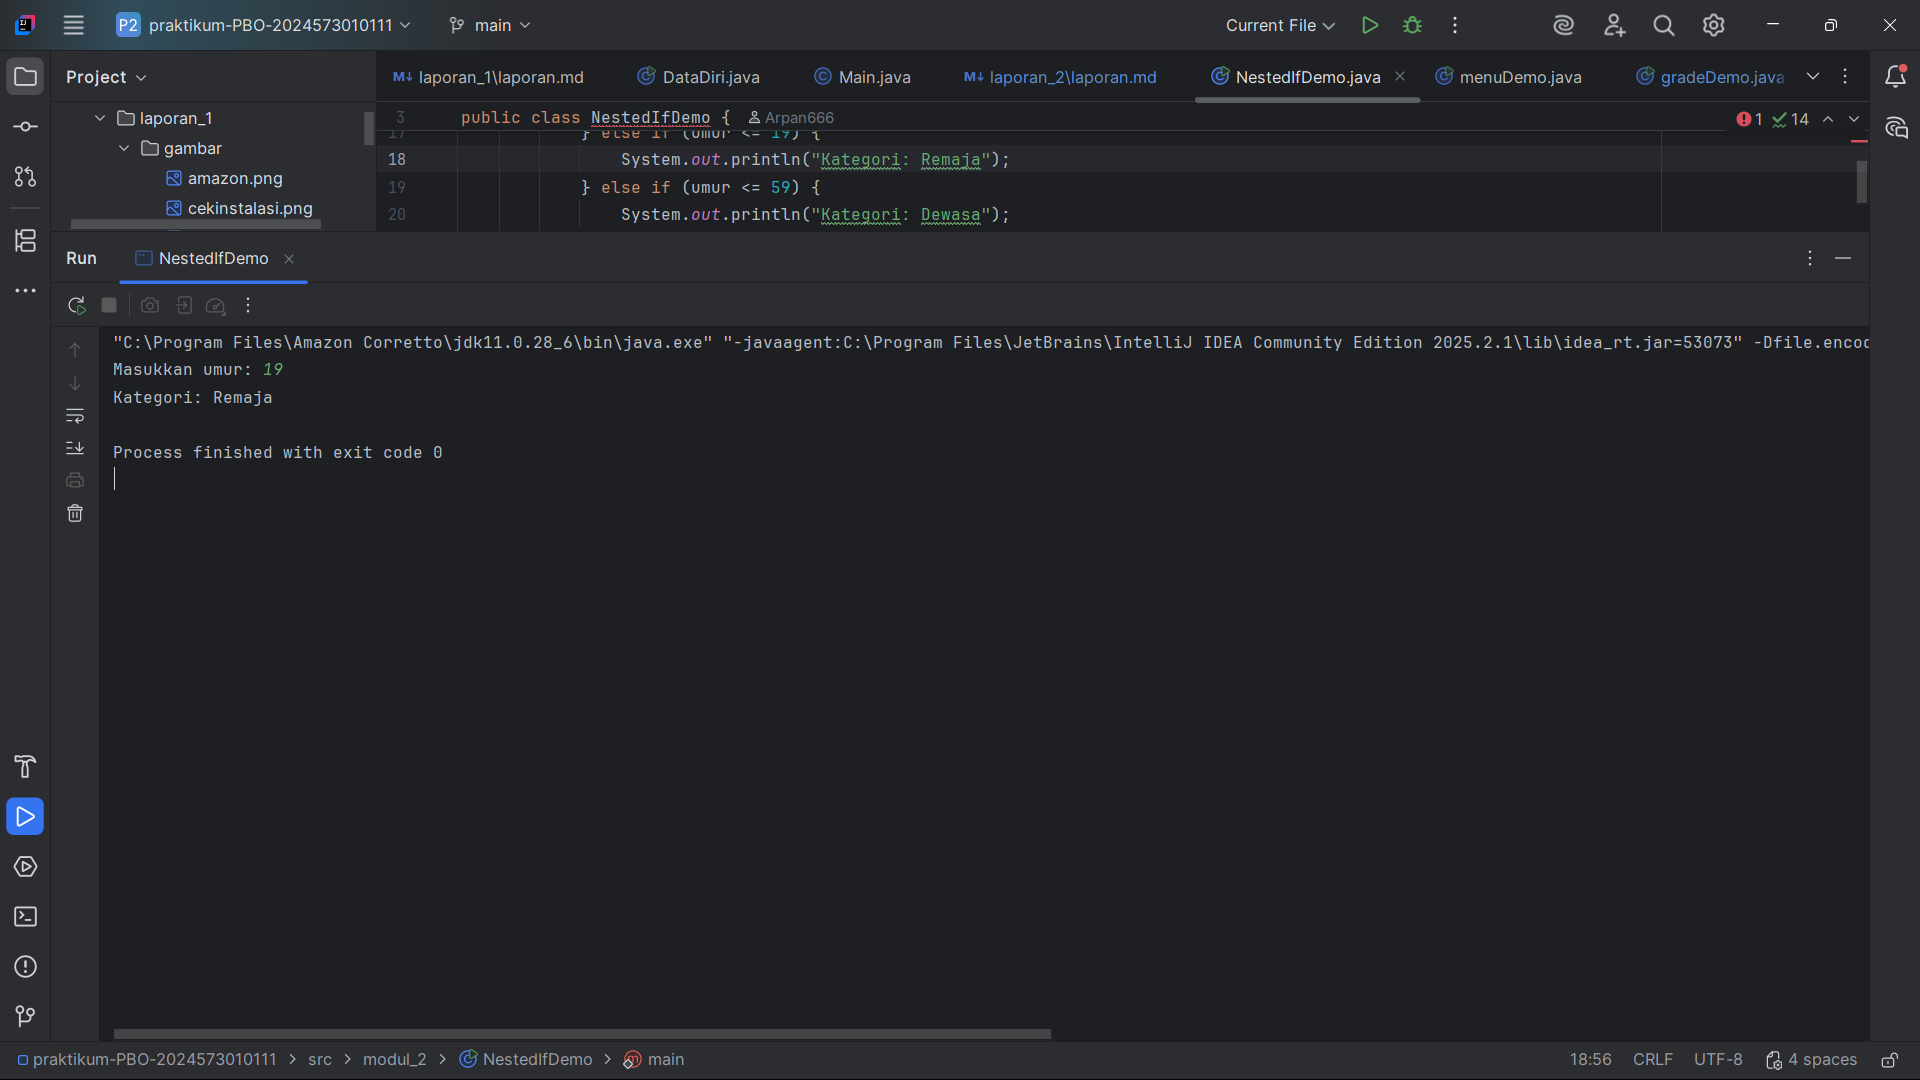 P2 praktikum-PBO-2024573010111 main Current File
Project laporan_1\laporan.md DataDiri.java Main.java laporan_2\laporan.md NestedIfDemo.java menuDemo.java gradeDemo.java
laporan_1
gambar
amazon.png
cekinstalasi.png
3 public class NestedIfDemo { Arpan666 1 14
17 } else if (umur <= 19) {
18 System.out.println("Kategori: Remaja");
19 } else if (umur <= 59) {
20 System.out.println("Kategori: Dewasa");
Run NestedIfDemo
"C:\Program Files\Amazon Corretto\jdk11.0.28_6\bin\java.exe" "-javaagent:C:\Program Files\JetBrains\IntelliJ IDEA Community Edition 2025.2.1\lib\idea_rt.jar=53073" -Dfile.encoc
Masukkan umur: 19
Kategori: Remaja
Process finished with exit code 0
praktikum-PBO-2024573010111 > src > modul_2 > NestedIfDemo > main 18:56 CRLF UTF-8 4 spaces